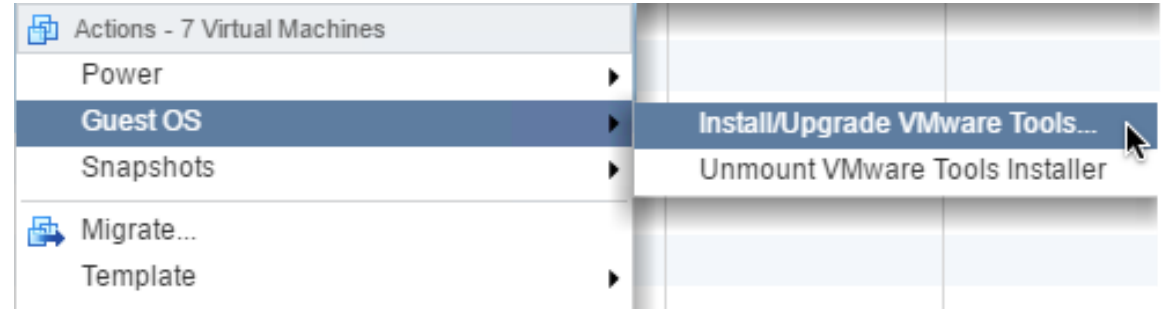 Actions - 7 Virtual Machines
Power
Guest OS
Install/Upgrade VMware Tools...
Snapshots
Unmount VMware Tools Installer
Migrate...
Template